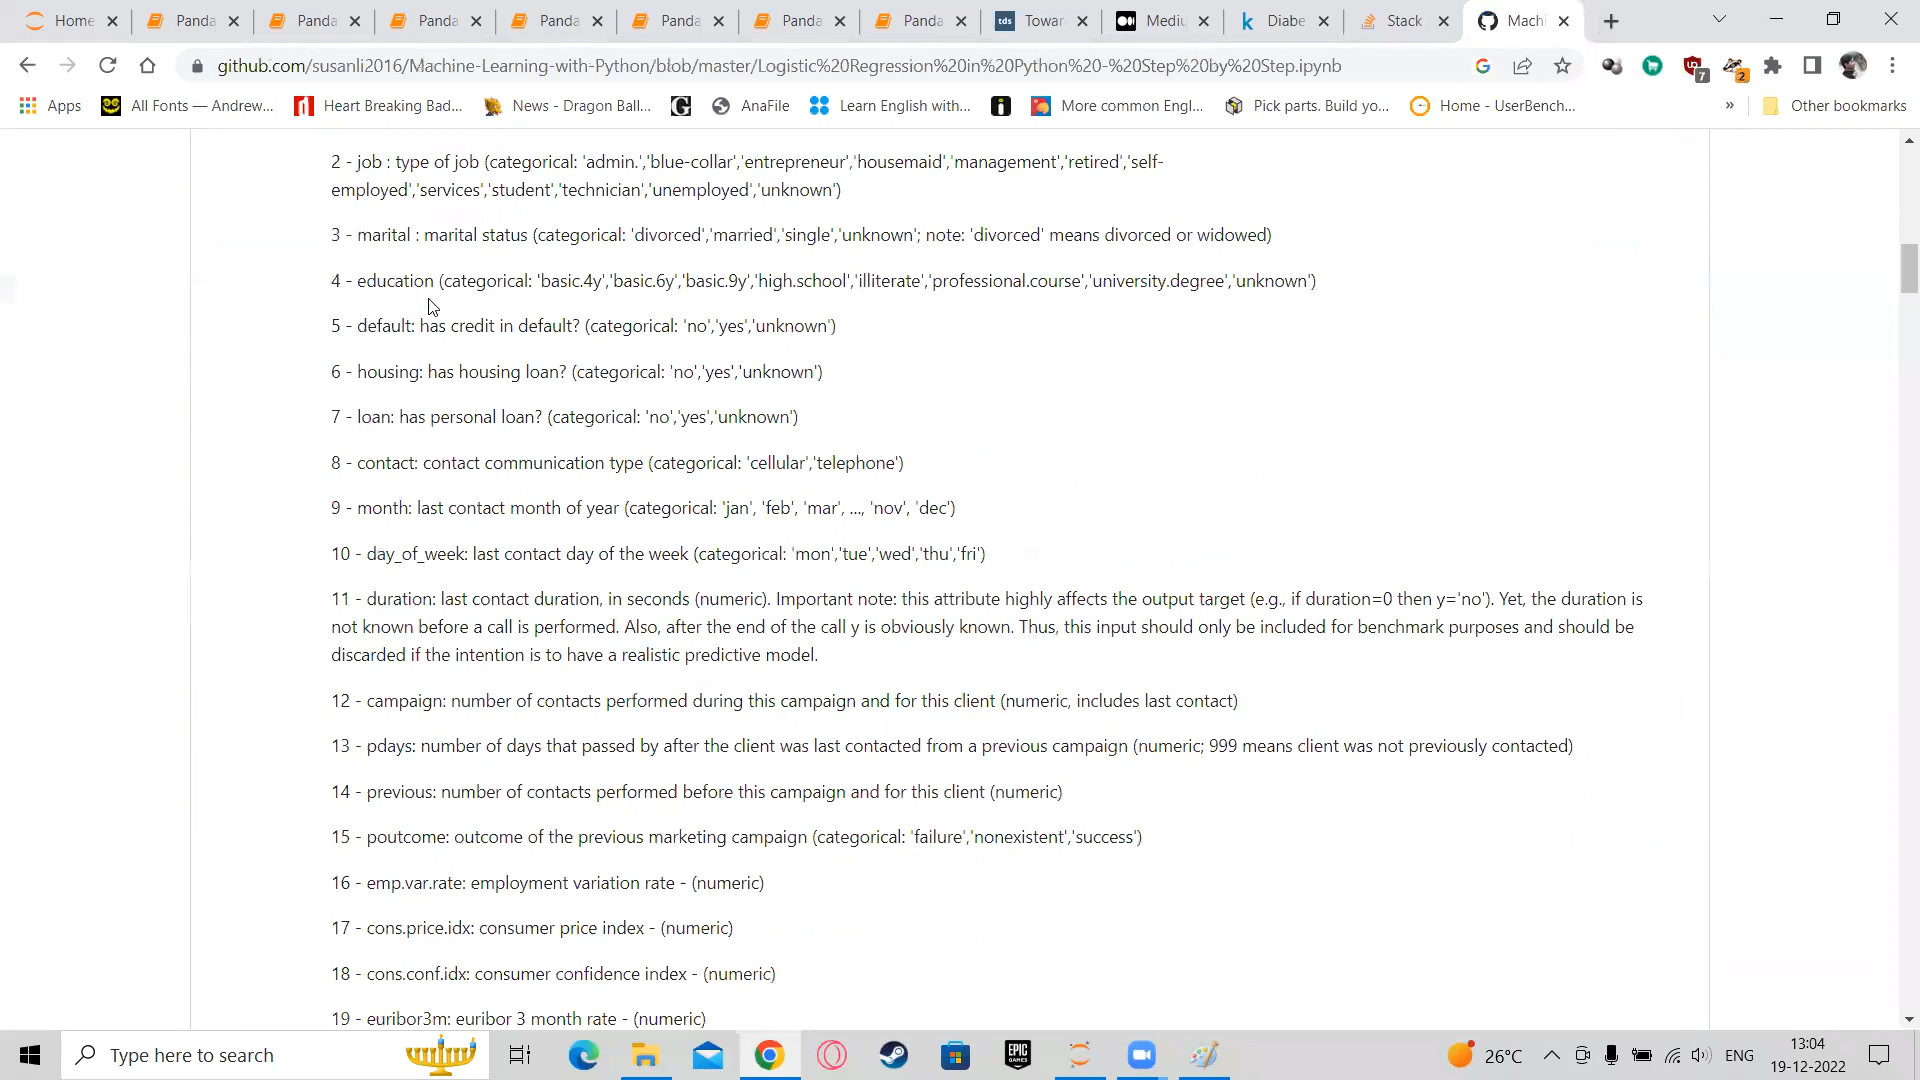 Home
Panda
Panda
Panda
Panda
Panda
Panda
Panda
tds
Towar
Mediu
Diabe
Stack
Machi
github.com/susanli2016/Machine-Learning-with-Python/blob/master/Logistic%20Regression%20in%20Python%20-%20Step%20by%20Step.ipynb
7
2
Apps
All Fonts — Andrew...
Heart Breaking Bad...
News - Dragon Ball...
AnaFile
Learn English with...
More common Engl...
Pick parts. Build yo...
Home - UserBench...
»
Other bookmarks
2 - job : type of job (categorical: 'admin.','blue-collar','entrepreneur','housemaid','management','retired','self-
employed','services','student','technician','unemployed','unknown')
3 - marital : marital status (categorical: 'divorced','married','single','unknown'; note: 'divorced' means divorced or widowed)
4 - education (categorical: 'basic.4y','basic.6y','basic.9y','high.school','illiterate','professional.course','university.degree','unknown')
5 - default: has credit in default? (categorical: 'no','yes','unknown')
6 - housing: has housing loan? (categorical: 'no','yes','unknown')
7 - loan: has personal loan? (categorical: 'no','yes','unknown')
8 - contact: contact communication type (categorical: 'cellular','telephone')
9 - month: last contact month of year (categorical: 'jan', 'feb', 'mar', ..., 'nov', 'dec')
10 - day_of_week: last contact day of the week (categorical: 'mon','tue','wed','thu','fri')
11 - duration: last contact duration, in seconds (numeric). Important note: this attribute highly affects the output target (e.g., if duration=0 then y='no'). Yet, the duration is
not known before a call is performed. Also, after the end of the call y is obviously known. Thus, this input should only be included for benchmark purposes and should be
discarded if the intention is to have a realistic predictive model.
12 - campaign: number of contacts performed during this campaign and for this client (numeric, includes last contact)
13 - pdays: number of days that passed by after the client was last contacted from a previous campaign (numeric; 999 means client was not previously contacted)
14 - previous: number of contacts performed before this campaign and for this client (numeric)
15 - poutcome: outcome of the previous marketing campaign (categorical: 'failure','nonexistent','success')
16 - emp.var.rate: employment variation rate - (numeric)
17 - cons.price.idx: consumer price index - (numeric)
18 - cons.conf.idx: consumer confidence index - (numeric)
19 - euribor3m: euribor 3 month rate - (numeric)
Type here to search
EPIC
GAMES
26°C
ENG
13:04
19-12-2022